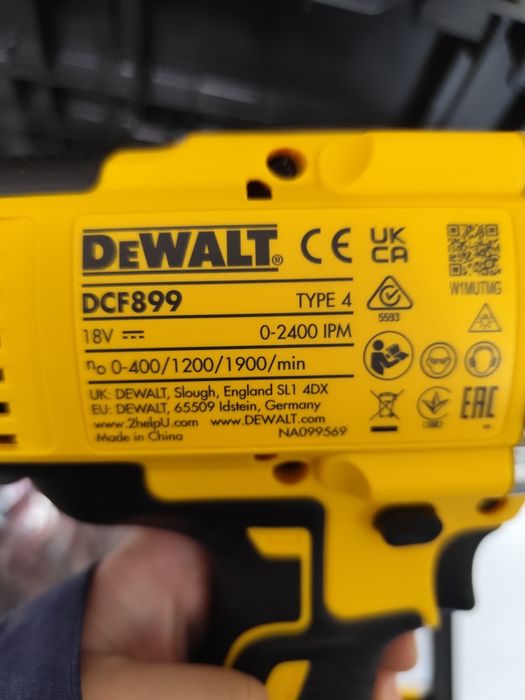 DEWALT®
CE
UK
CA
W1MUTMG
DCF899 TYPE 4
5593
18V 0-2400 IPM
no 0-400/1200/1900/min
UK: DEWALT, Slough, England SL1 4DX
EU: DEWALT, 65509 Idstein, Germany
www.2helpU.com www.DEWALT.com
Made in China NA099569
EAC